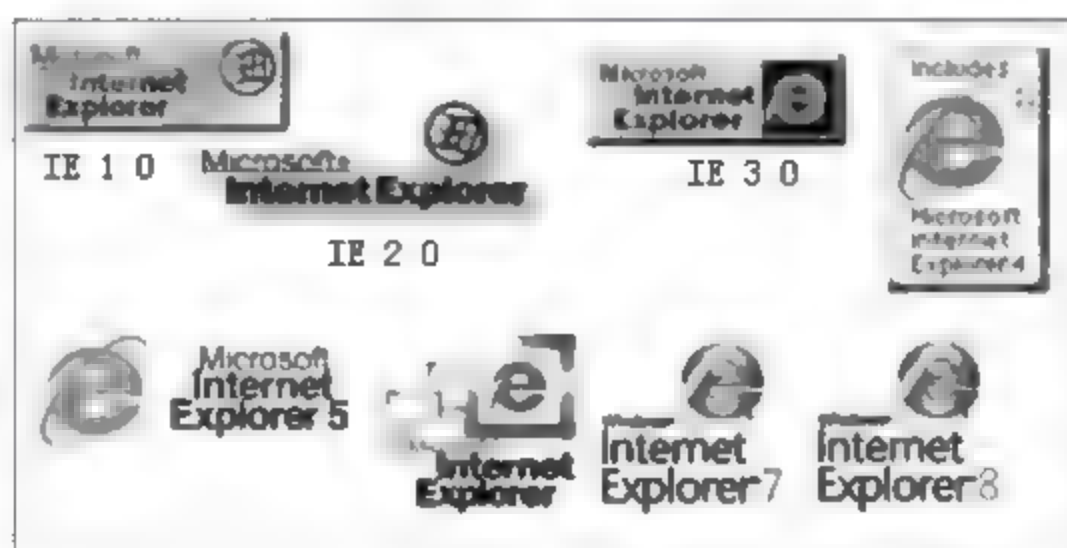 Microsoft
Internet
Explorer
IE 1 0
Microsofts
Internet Explorer
IE 2 0
Microsoft
Internet
Explorer
IE 3 0
Includes
Microsoft
Internet
Explorer 4
Microsoft
Internet
Explorer 5
Internet
Explorer
Internet
Explorer 7
Internet
Explorer 8